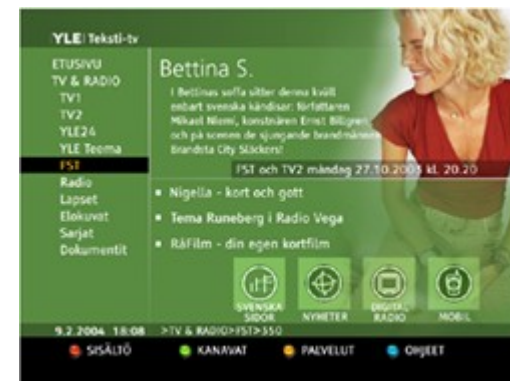 YLE Teksti-tv
ETUSIVU
TV & RADIO
TV1
TV2
YLE24
YLE Teema
FST
Radio
Lapset
Elokuvat
Sarjat
Dokumentit
Bettina S.
I Bettinas soffa sitter denna kväll
enbart svenska kändisar: författaren
Mikael Niemi, konstnären Ernst Billgren
och på scenen de sjungande brandmännen
Brandsta City Släckers!
FST och TV2 måndag 27.10.2003 kl. 20.20
Nigella - kort och gott
Tema Runeberg i Radio Vega
RåFilm - din egen kortfilm
SVENSKA SIDOR
NYHETER
DIGITAL RADIO
MOBIL
9.2.2004 18:08 >TV & RADIO>FST>350
SISÄLTÖ KANAVAT PALVELUT OHJEET